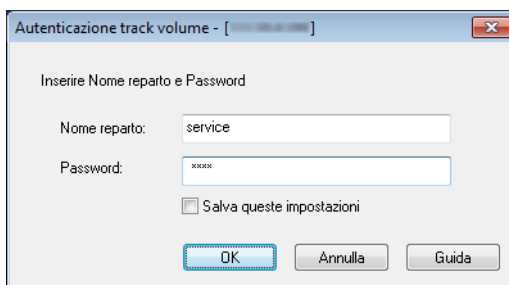 Autenticazione track volume - [ ]
Inserire Nome reparto e Password
Nome reparto: service
Password: ****
Salva queste impostazioni
OK Annulla Guida